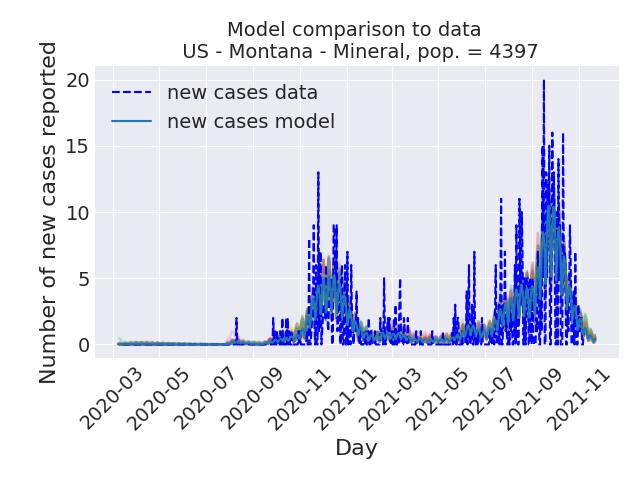 Model comparison to data
US - Montana - Mineral, pop. = 4397
Number of new cases reported
20
15
10
5
0
new cases data
new cases model
2020-03
2020-05
2020-07
2020-09
2020-11
2021-01
2021-03
2021-05
2021-07
2021-09
2021-11
Day